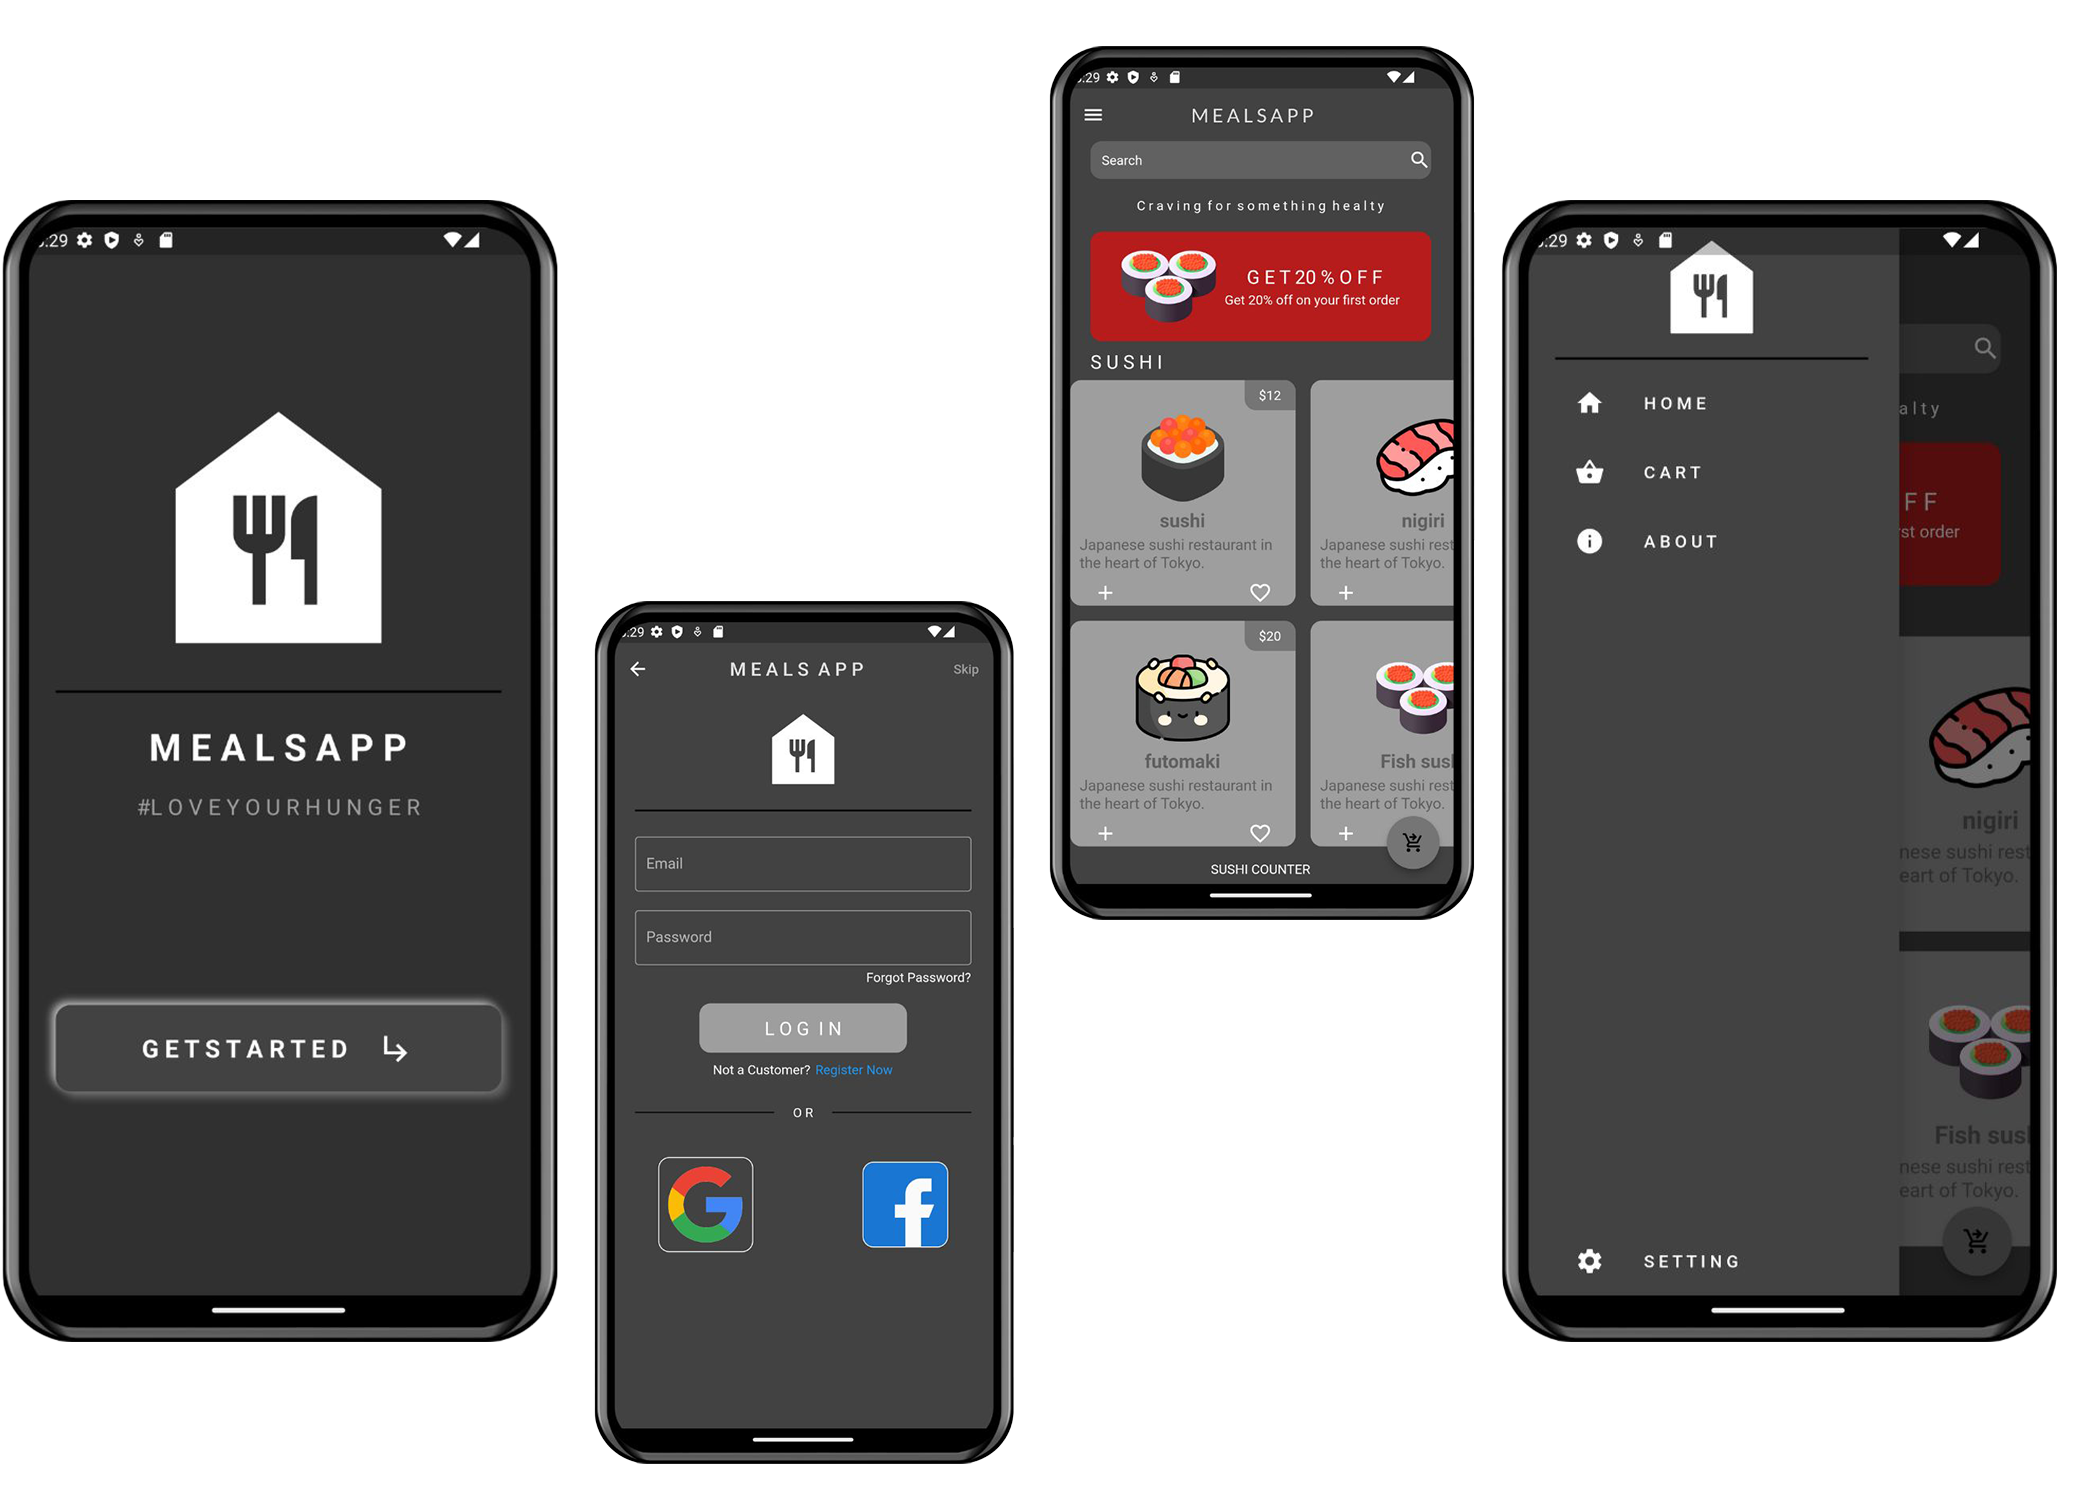 :29
MEALSAPP
#LOVEYOURHUNGER
GETSTARTED
:29
MEALS APP
Skip
Email
Password
Forgot Password?
LOG IN
Not a Customer? Register Now
OR
:29
MEALSAPP
Search
Craving for something healty
GET 20 % OFF
Get 20% off on your first order
SUSHI
$12
sushi
Japanese sushi restaurant in
the heart of Tokyo.
nigiri
Japanese sushi rest
the heart of Tokyo.
$20
futomaki
Japanese sushi restaurant in
the heart of Tokyo.
Fish sus
Japanese sushi rest
the heart of Tokyo.
SUSHI COUNTER
:29
HOME
CART
ABOUT
SETTING
alty
FF
rst order
nigiri
nese sushi rest
eart of Tokyo.
Fish sus
nese sushi rest
eart of Tokyo.